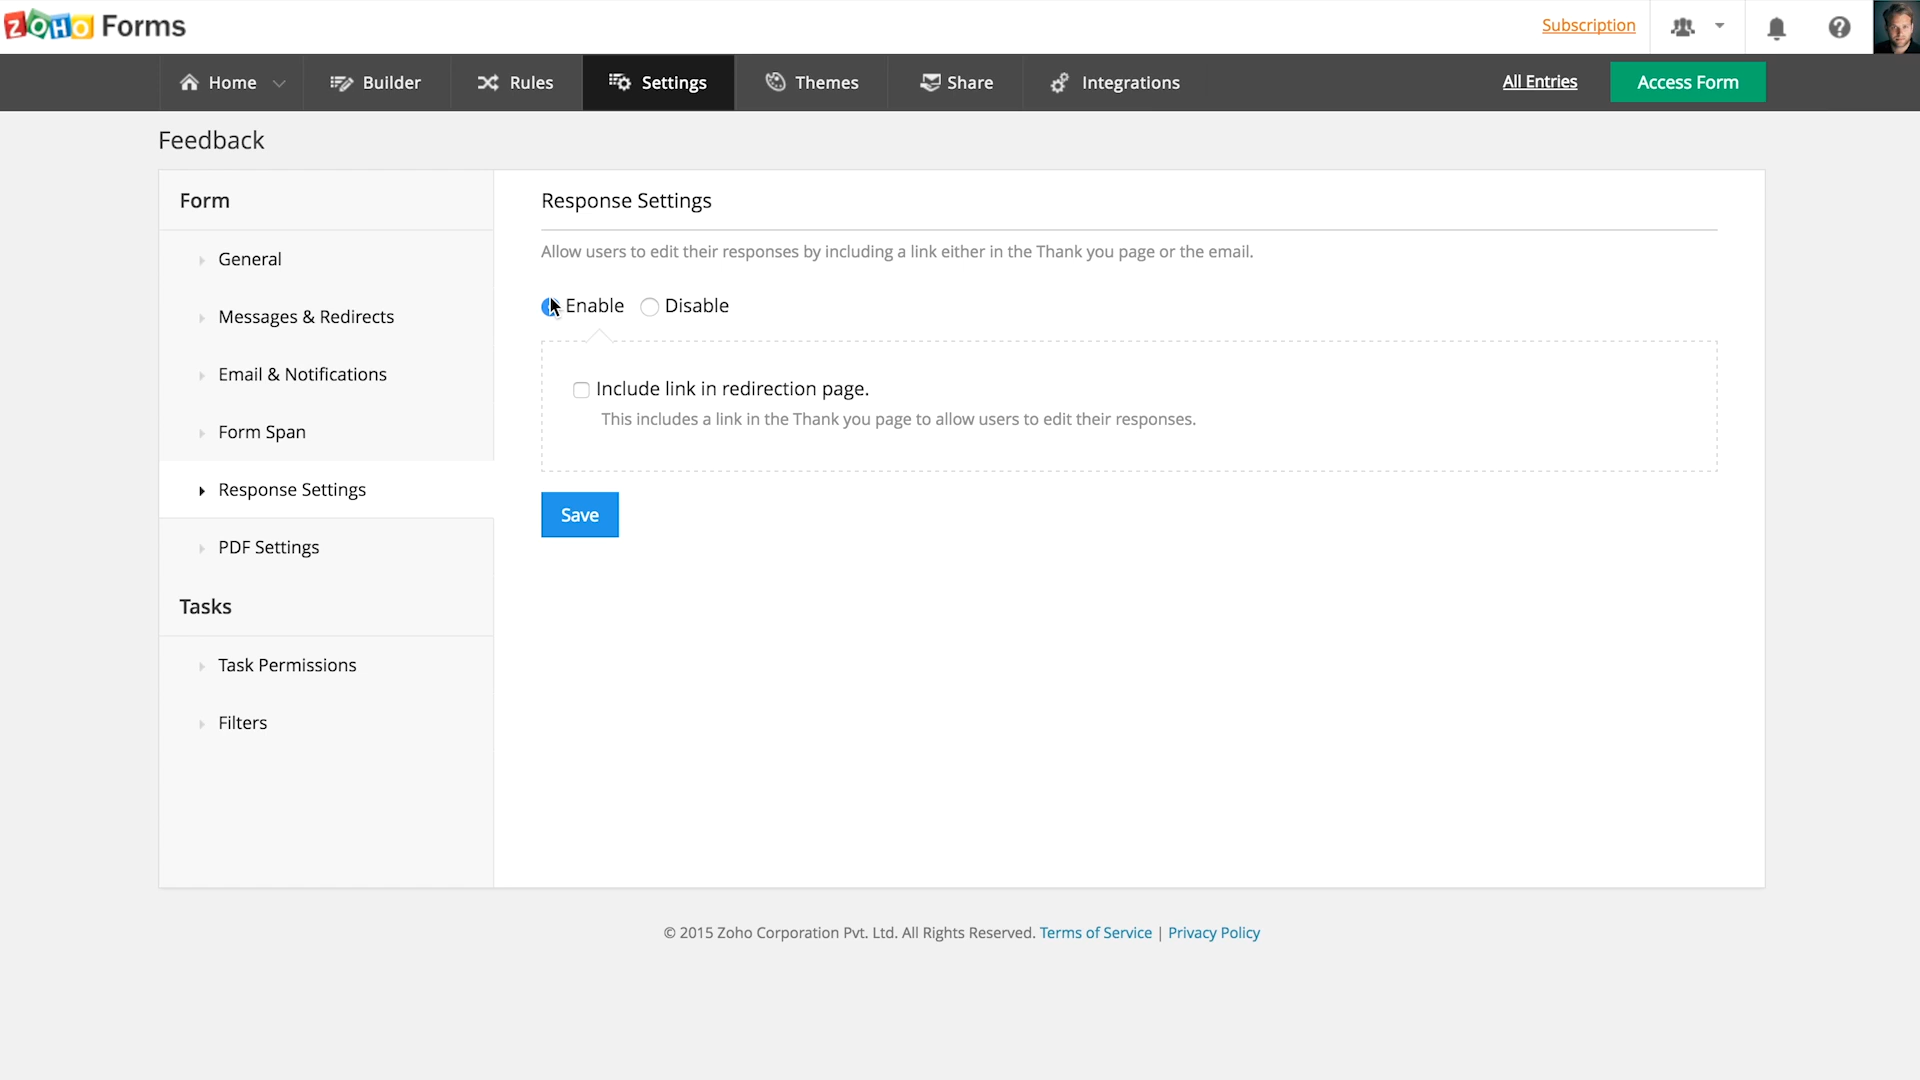 ZOHO Forms
Subscription
Home
Builder
Rules
Settings
Themes
Share
Integrations
All Entries
Access Form
Feedback
Form
General
Messages & Redirects
Email & Notifications
Form Span
Response Settings
PDF Settings
Tasks
Task Permissions
Filters
Response Settings
Allow users to edit their responses by including a link either in the Thank you page or the email.
Enable Disable
Include link in redirection page.
This includes a link in the Thank you page to allow users to edit their responses.
Save
© 2015 Zoho Corporation Pvt. Ltd. All Rights Reserved. Terms of Service | Privacy Policy